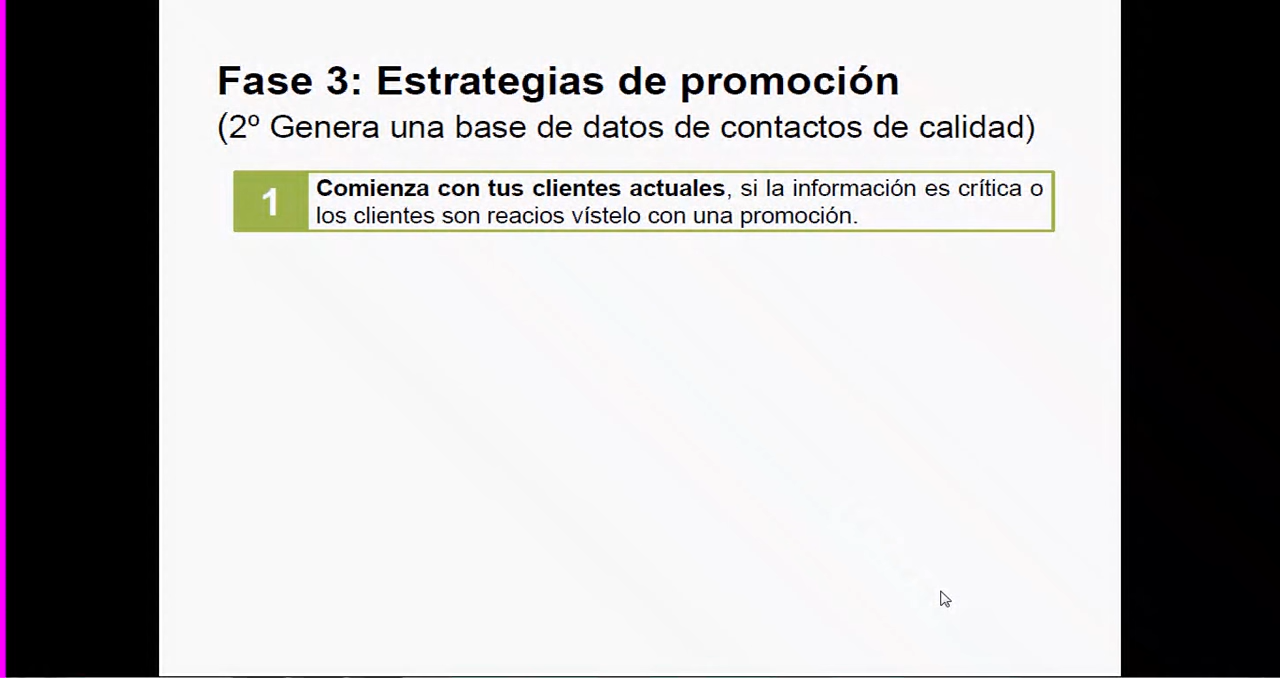 Fase 3: Estrategias de promoción
(2º Genera una base de datos de contactos de calidad)
1
Comienza con tus clientes actuales, si la información es crítica o
los clientes son reacios vístelo con una promoción.